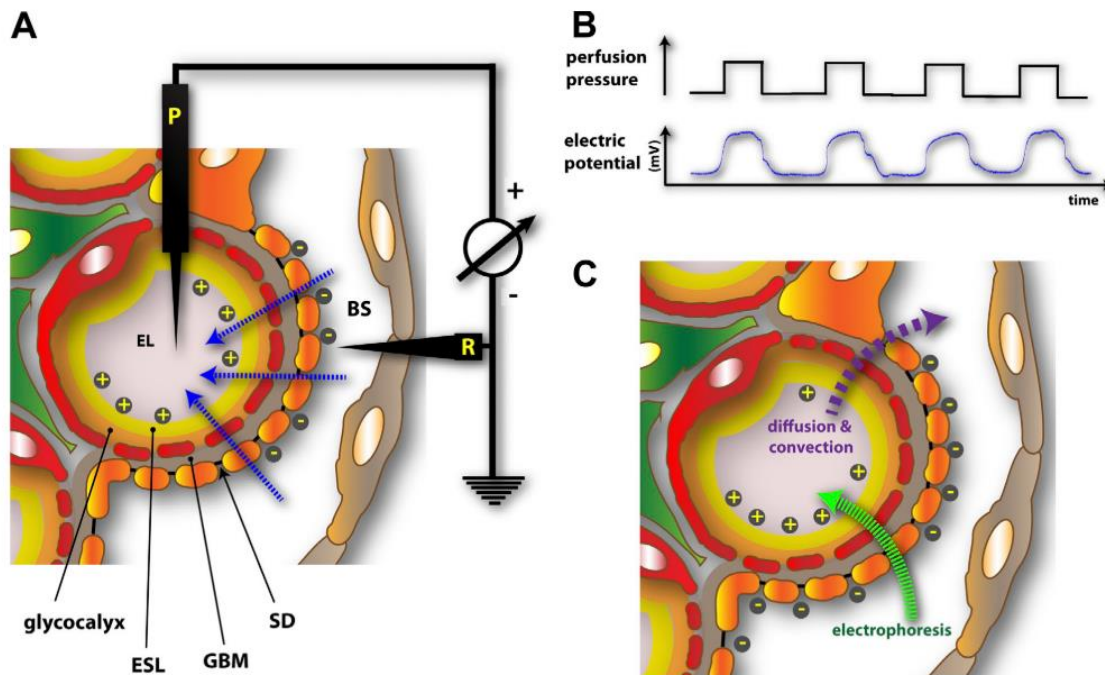 A
P
+
-
BS
EL
R
glycocalyx
ESL
GBM
SD
+
+
+
+
+
+
-
-
-
-
-
-
-
B
perfusion
pressure
electric
potential
(mV)
time
C
diffusion &
convection
electrophoresis
+
+
+
+
+
+
-
-
-
-
-
-
-
-
-